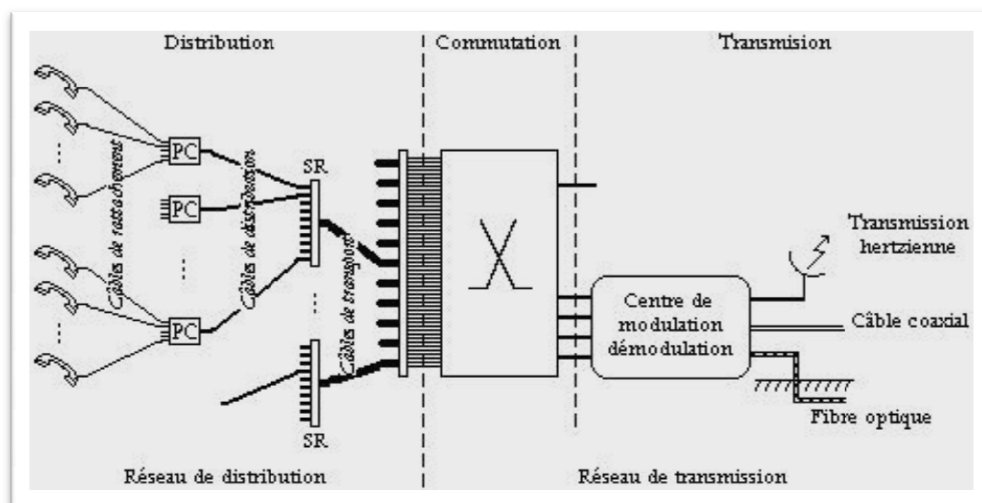 Distribution
Commutation
Transmision
PC
PC
PC
Câbles de rattachement
Câbles de distribution
SR
Câbles de transport
SR
Transmission
hertzienne
Centre de
modulation
démodulation
Câble coaxial
Fibre optique
Réseau de distribution
Réseau de transmission